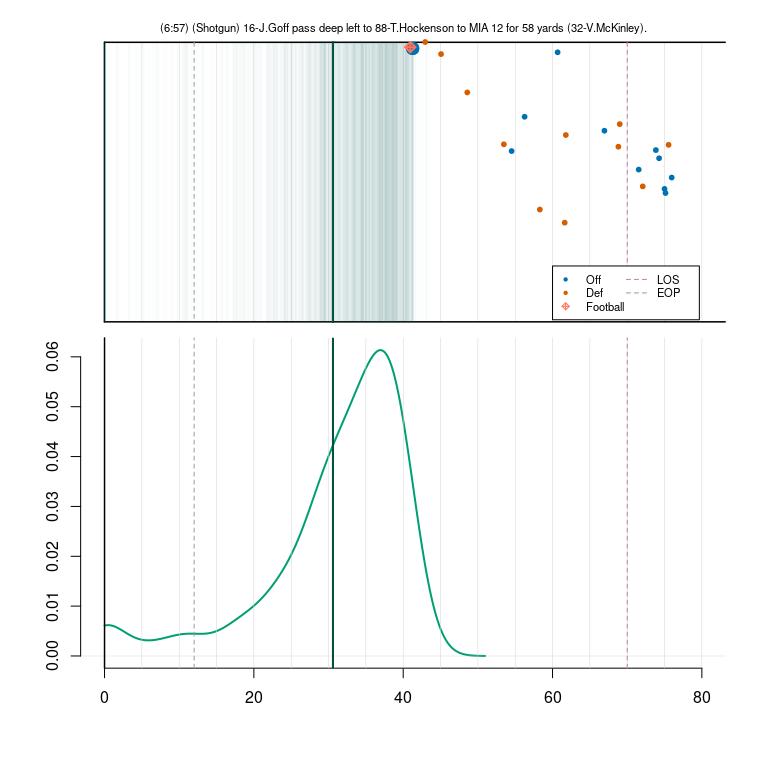 (6:57) (Shotgun) 16-J.Goff pass deep left to 88-T.Hockenson to MIA 12 for 58 yards (32-V.McKinley).
Off LOS
Def EOP
Football
0.06
0.05
0.04
0.03
0.02
0.01
0.00
0 20 40 60 80